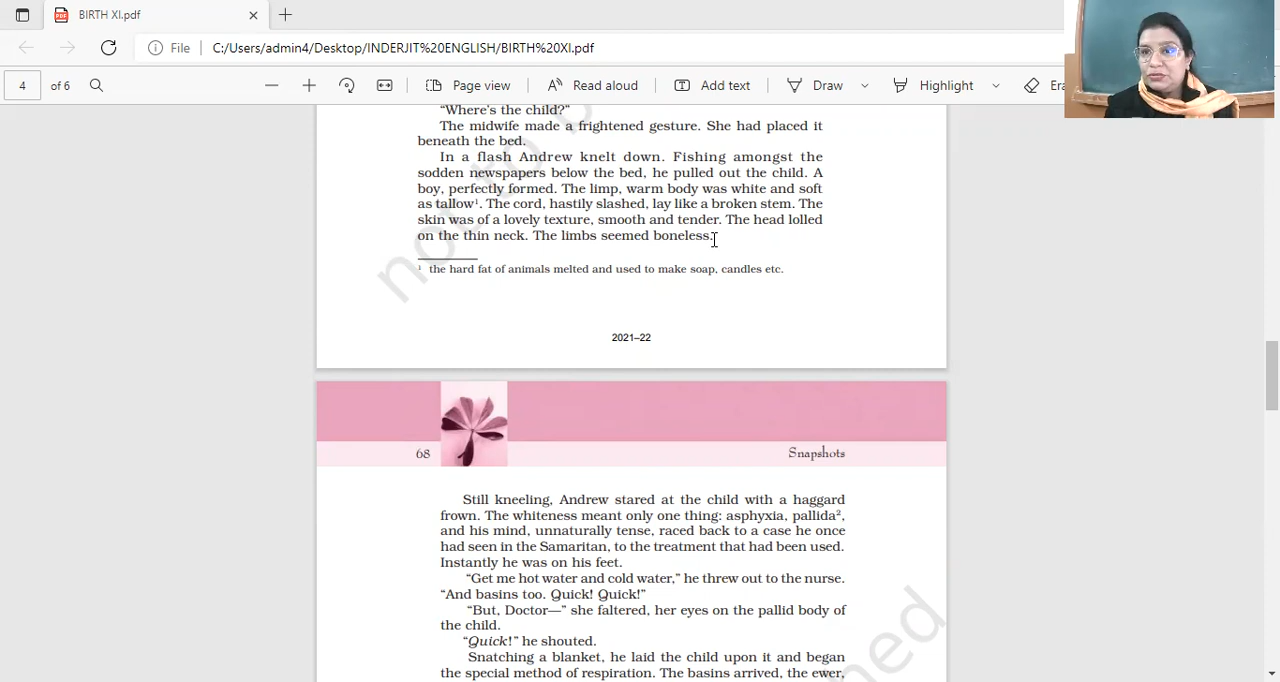 BIRTH XI.pdf
File
C:/Users/admin4/Desktop/INDERJIT%20ENGLISH/BIRTH%20XI.pdf
4 of 6
Page view
Read aloud
Add text
Draw
Highlight
Era
"Where's the child?"
The midwife made a frightened gesture. She had placed it
beneath the bed.
In a flash Andrew knelt down. Fishing amongst the
sodden newspapers below the bed, he pulled out the child. A
boy, perfectly formed. The limp, warm body was white and soft
as tallow¹. The cord, hastily slashed, lay like a broken stem. The
skin was of a lovely texture, smooth and tender. The head lolled
on the thin neck. The limbs seemed boneless.
¹ the hard fat of animals melted and used to make soap, candles etc.
2021–22
68
Snapshots
Still kneeling, Andrew stared at the child with a haggard
frown. The whiteness meant only one thing: asphyxia, pallida²,
and his mind, unnaturally tense, raced back to a case he once
had seen in the Samaritan, to the treatment that had been used.
Instantly he was on his feet.
"Get me hot water and cold water," he threw out to the nurse.
"And basins too. Quick! Quick!"
"But, Doctor—" she faltered, her eyes on the pallid body of
the child.
"Quick!" he shouted.
Snatching a blanket, he laid the child upon it and began
the special method of respiration. The basins arrived, the ewer,